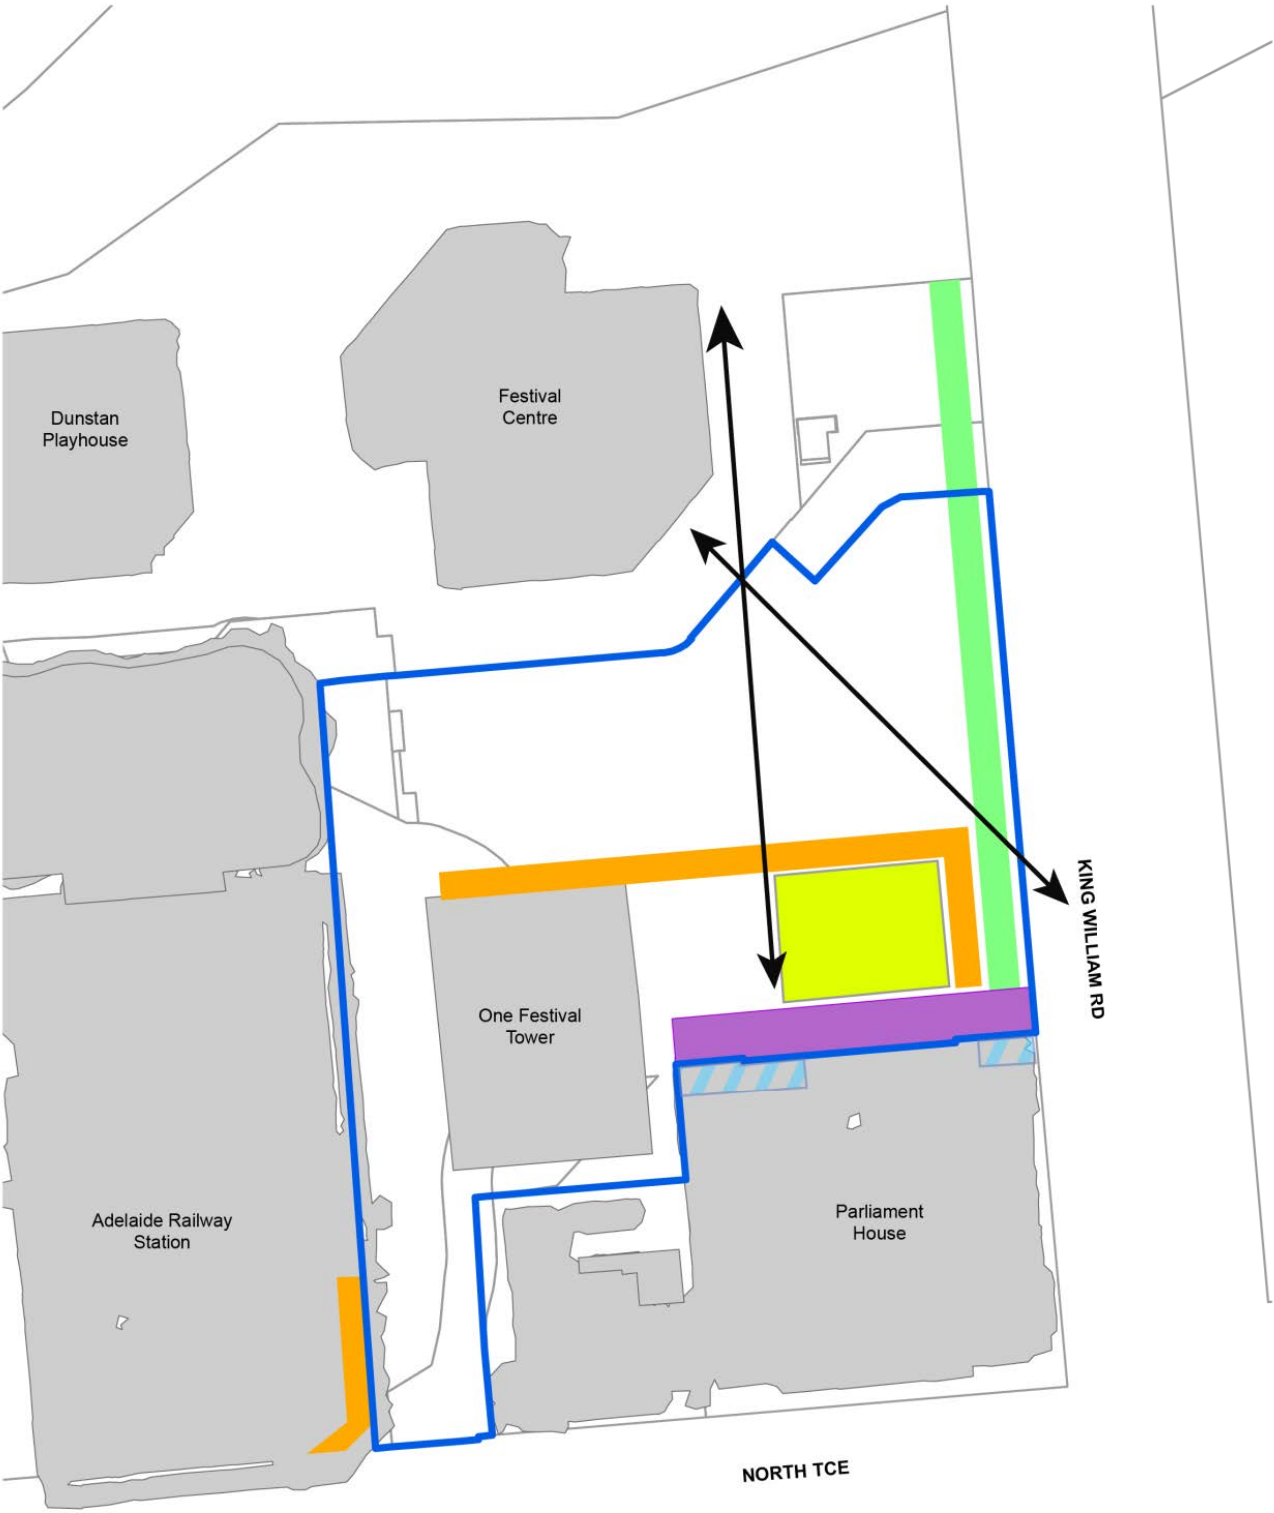 Festival
Centre
Dunstan
Playhouse
KING WILLIAM RD
One Festival
Tower
Adelaide Railway
Station
Parliament
House
NORTH TCE